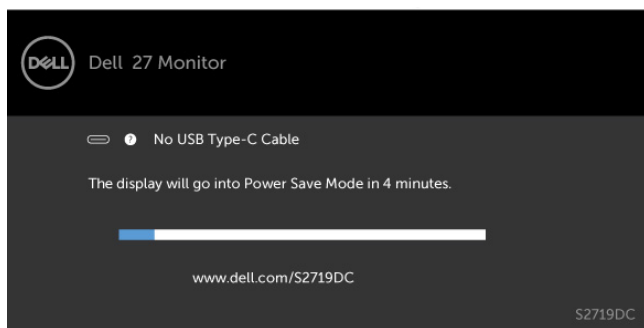 DELL
Dell 27 Monitor
? No USB Type-C Cable
The display will go into Power Save Mode in 4 minutes.
www.dell.com/S2719DC
S2719DC